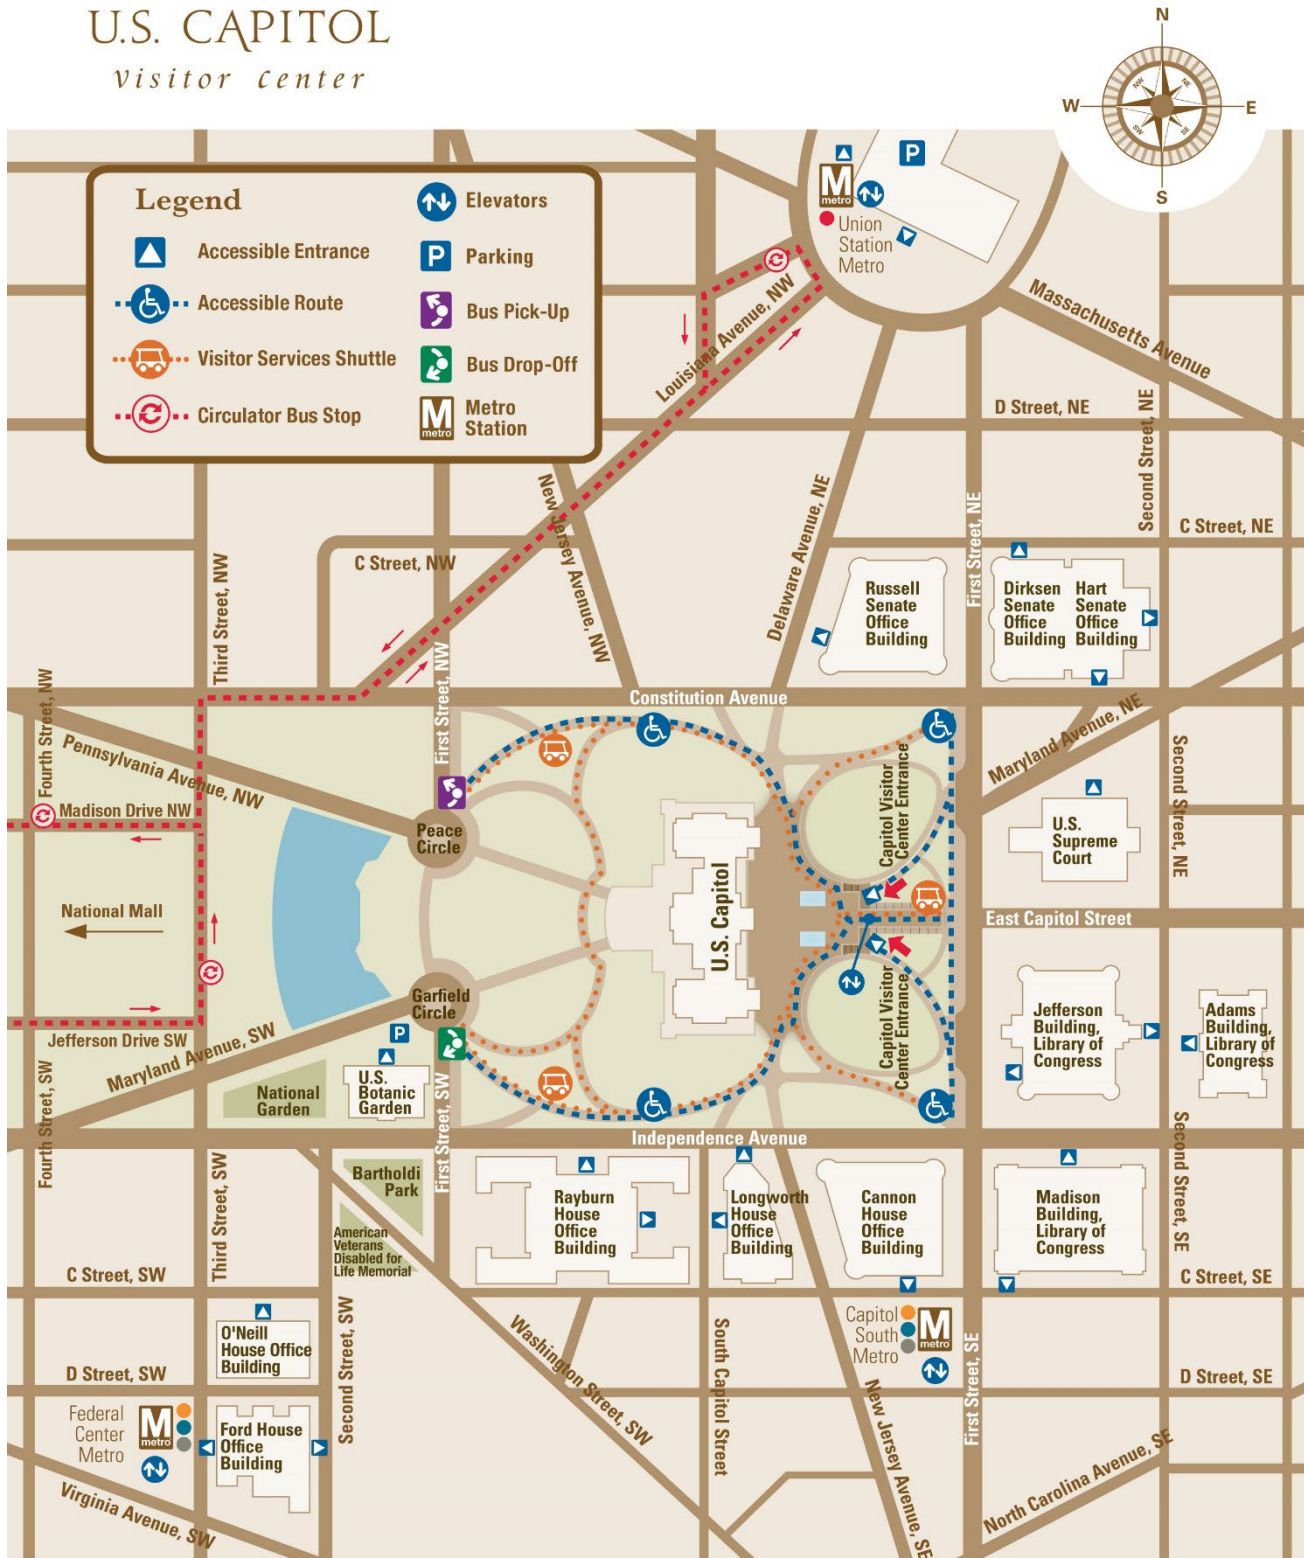 U.S. CAPITOL
visitor center
N
NW
NE
W
E
SW
SE
S
Legend
Accessible Entrance
Accessible Route
Visitor Services Shuttle
Circulator Bus Stop
Elevators
P
Parking
Bus Pick-Up
Bus Drop-Off
M
metro
Metro
Station
P
M
metro
Union
Station
Metro
Massachusetts Avenue
Louisiana Avenue, NW
D Street, NE
Second Street, NE
C Street, NE
New Jersey Avenue, NW
Delaware Avenue, NE
First Street, NE
C Street, NW
Third Street, NW
First Street, NW
Russell
Senate
Office
Building
Dirksen
Senate
Office
Building
Hart
Senate
Office
Building
Constitution Avenue
Fourth Street, NW
Pennsylvania Avenue, NW
Madison Drive NW
Maryland Avenue, NE
Second Street, NE
Peace
Circle
Capitol Visitor
Center Entrance
U.S.
Supreme
Court
National Mall
U.S. Capitol
East Capitol Street
Garfield
Circle
Capitol Visitor
Center Entrance
Jefferson
Building,
Library of
Congress
Adams
Building,
Library of
Congress
Jefferson Drive SW
Maryland Avenue, SW
P
U.S.
Botanic
Garden
National
Garden
Fourth Street, SW
Third Street, SW
First Street, SW
Independence Avenue
Second Street, SE
Bartholdi
Park
American
Veterans
Disabled for
Life Memorial
Rayburn
House
Office
Building
Longworth
House
Office
Building
Cannon
House
Office
Building
Madison
Building,
Library of
Congress
C Street, SW
C Street, SE
O'Neill
House Office
Building
Second Street, SW
Washington Street, SW
South Capitol Street
Capitol
South
Metro
M
metro
New Jersey Avenue, SE
First Street, SE
D Street, SW
D Street, SE
Federal
Center
Metro
M
metro
Ford House
Office
Building
Virginia Avenue, SW
North Carolina Avenue, SE